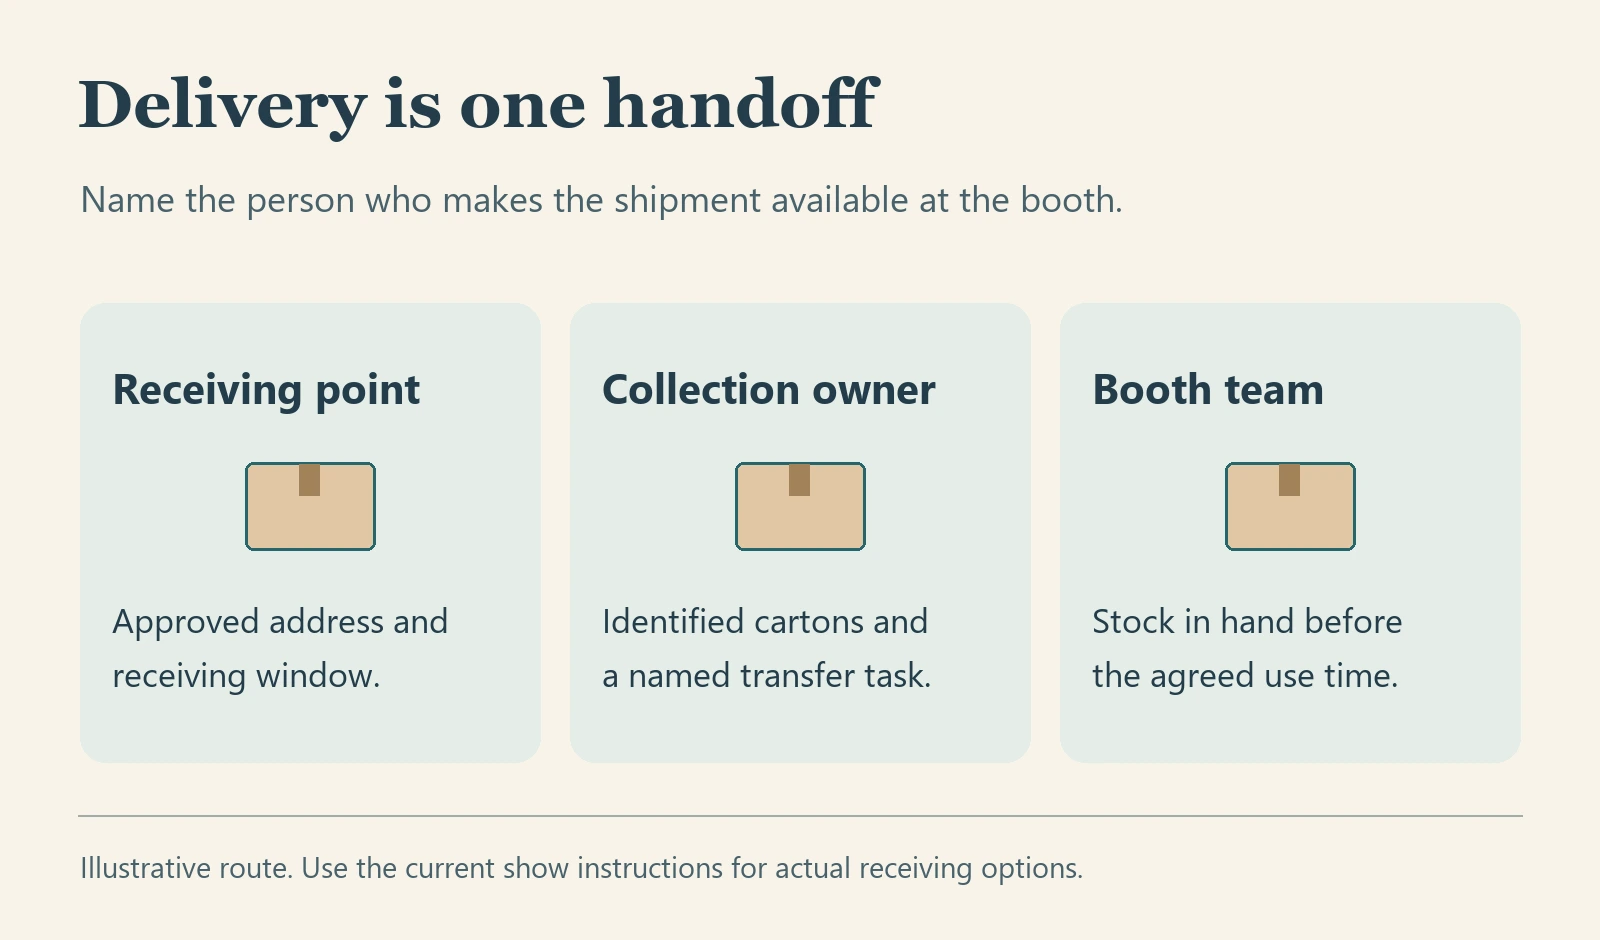 Delivery is one handoff
Name the person who makes the shipment available at the booth.
Receiving point
Approved address and
receiving window.
Collection owner
Identified cartons and
a named transfer task.
Booth team
Stock in hand before
the agreed use time.
Illustrative route. Use the current show instructions for actual receiving options.